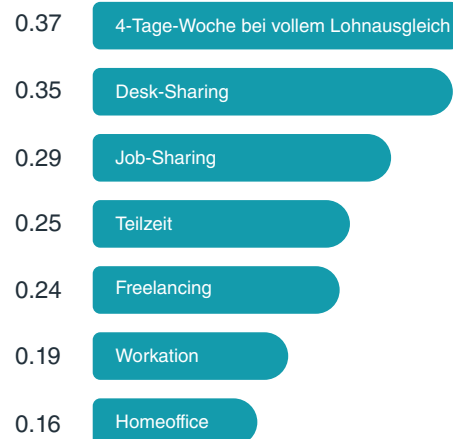 0.37 4-Tage-Woche bei vollem Lohnausgleich
0.35 Desk-Sharing
0.29 Job-Sharing
0.25 Teilzeit
0.24 Freelancing
0.19 Workation
0.16 Homeoffice